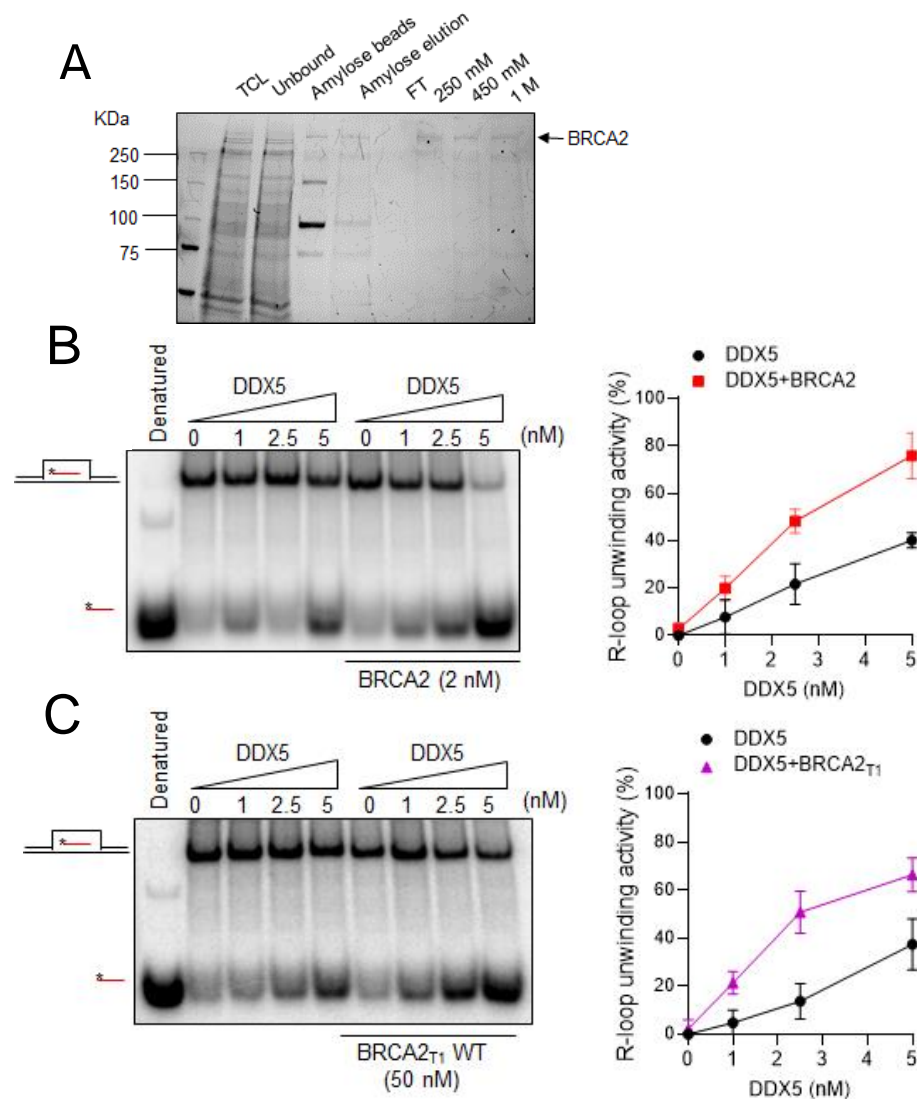 A
TCL
Unbound
Amylose beads
Amylose elution
FT
250 mM
450 mM
1 M
KDa
250
150
100
75
BRCA2
B
Denatured
DDX5 DDX5
0 1 2.5 5 0 1 2.5 5 (nM)
*
*
BRCA2 (2 nM)
DDX5
DDX5+BRCA2
R-loop unwinding activity (%)
100
80
60
40
20
0
0 1 2 3 4 5
DDX5 (nM)
C
Denatured
DDX5 DDX5
0 1 2.5 5 0 1 2.5 5 (nM)
*
*
BRCA2T1 WT
(50 nM)
DDX5
DDX5+BRCA2T1
R-loop unwinding activity (%)
100
80
60
40
20
0
0 1 2 3 4 5
DDX5 (nM)